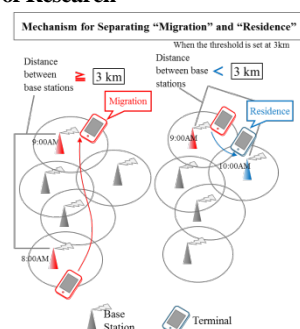 of Research
Mechanism for Separating “Migration” and “Residence”
When the threshold is set at 3km
Distance
between
base stations
≧
3 km
Migration
9:00AM
8:00AM
Distance
between base
stations
<
3 km
Residence
9:00AM
10:00AM
Base
Station
Terminal